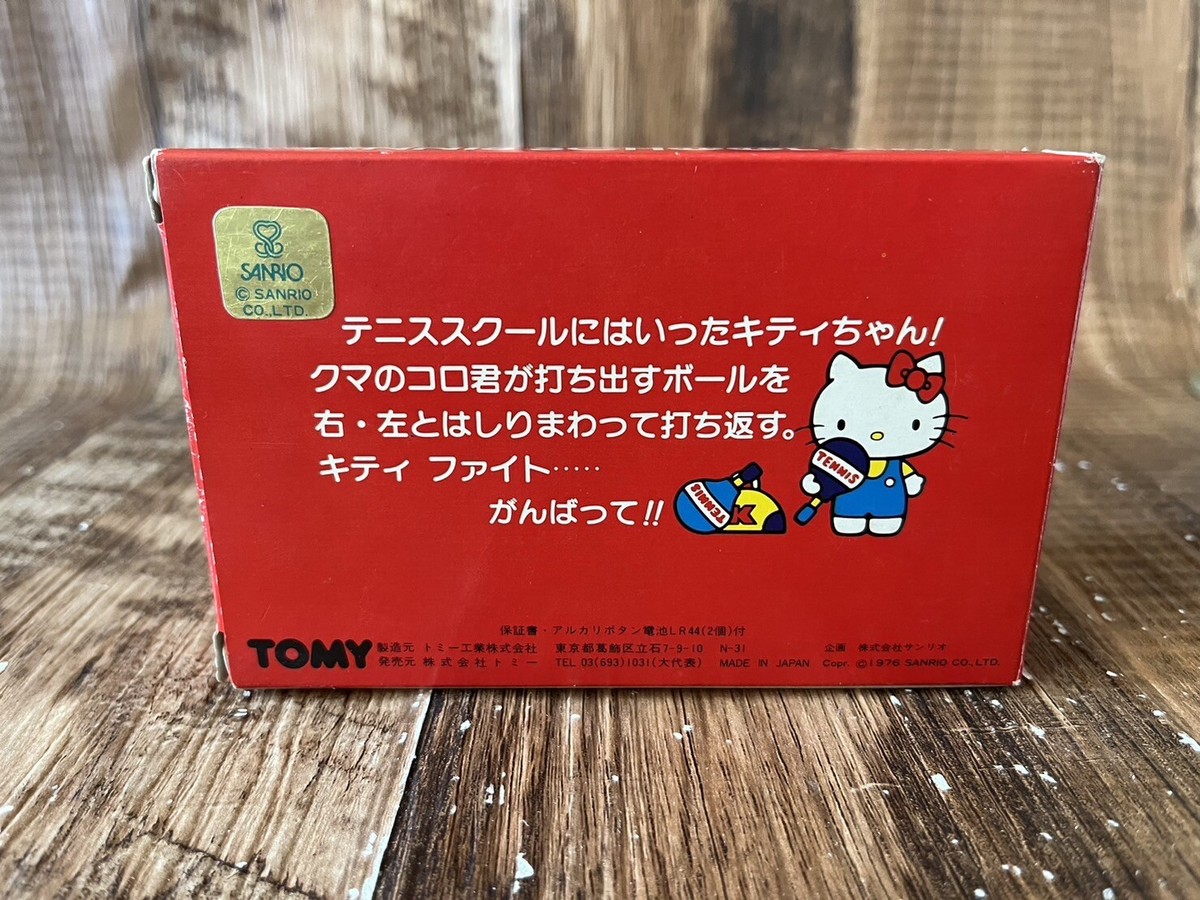 SANRIO
© SANRIO
CO.,LTD.
テニススクールにはいったキティちゃん!
クマのコロ君が打ち出すボールを
右・左とはしりまわって打ち返す。
キティ ファイト……
がんばって!!
TENNIS
TENNIS
K
保証書・アルカリボタン電池LR44(2個)付
TOMY
製造元 トミー工業株式会社 東京都葛飾区立石7-9-10 N-31 企画 株式会社サンリオ
発売元 株式会社トミー TEL 03(693)1031(大代表) MADE IN JAPAN Copr. ©1976 SANRIO CO.,LTD.